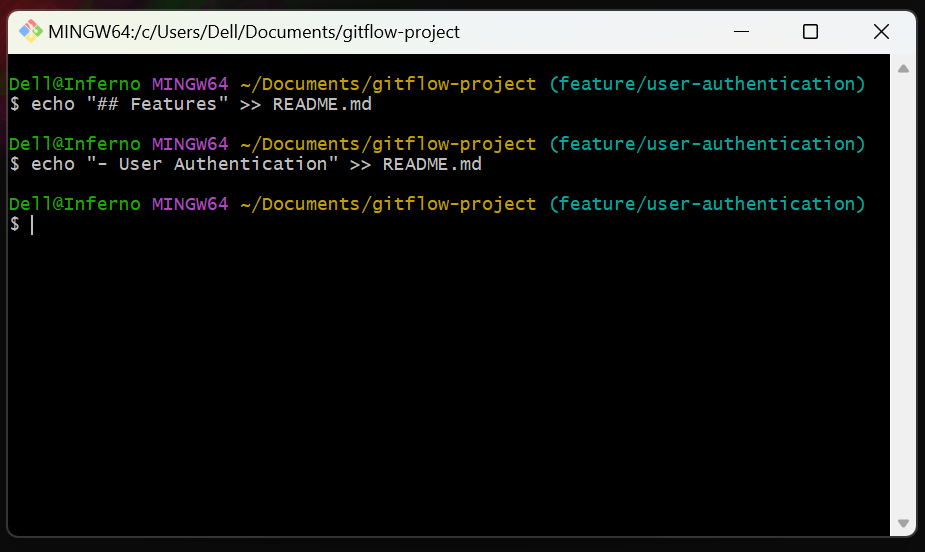 MINGW64:/c/Users/Dell/Documents/gitflow-project
Dell@Inferno MINGW64 ~/Documents/gitflow-project (feature/user-authentication)
$ echo "## Features" >> README.md
Dell@Inferno MINGW64 ~/Documents/gitflow-project (feature/user-authentication)
$ echo "- User Authentication" >> README.md
Dell@Inferno MINGW64 ~/Documents/gitflow-project (feature/user-authentication)
$